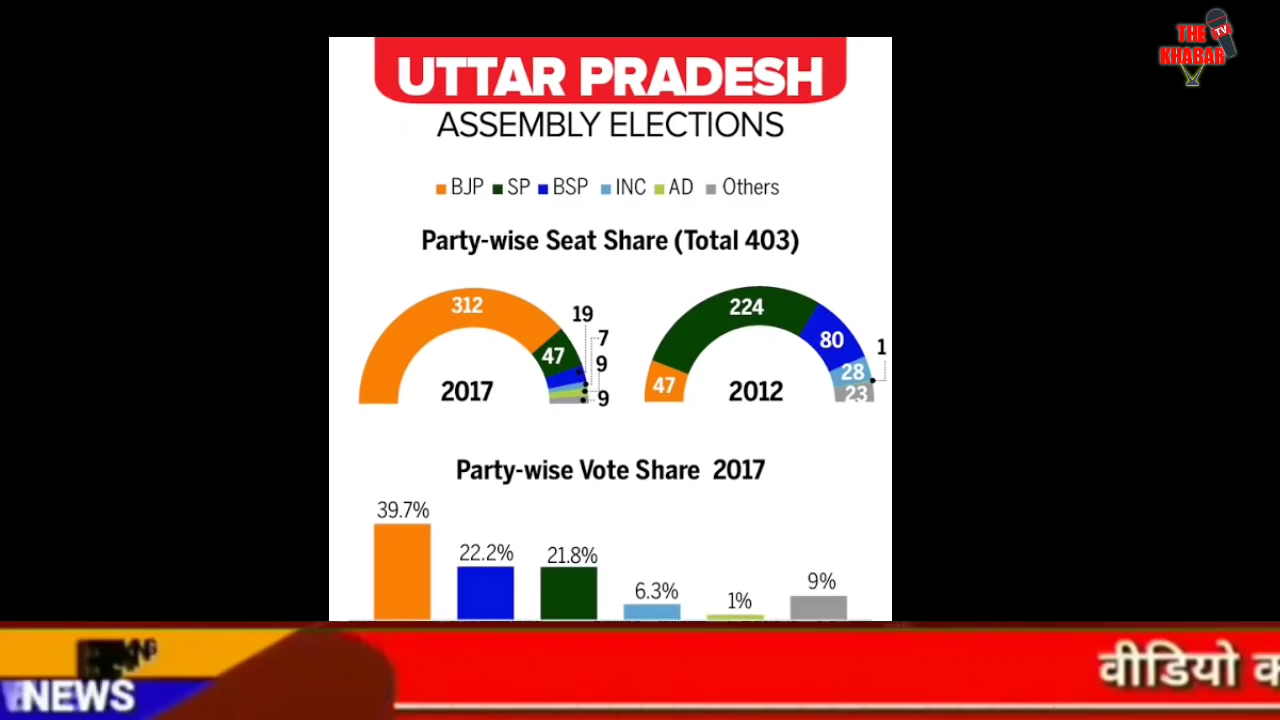 THE
TV
KHABAR
UTTAR PRADESH
ASSEMBLY ELECTIONS
BJP SP BSP INC AD Others
Party-wise Seat Share (Total 403)
312
19
7
47
9
9
2017
224
80
1
47
28
23
2012
Party-wise Vote Share 2017
39.7%
22.2%
21.8%
6.3%
1%
9%
NEWS
वीडियो